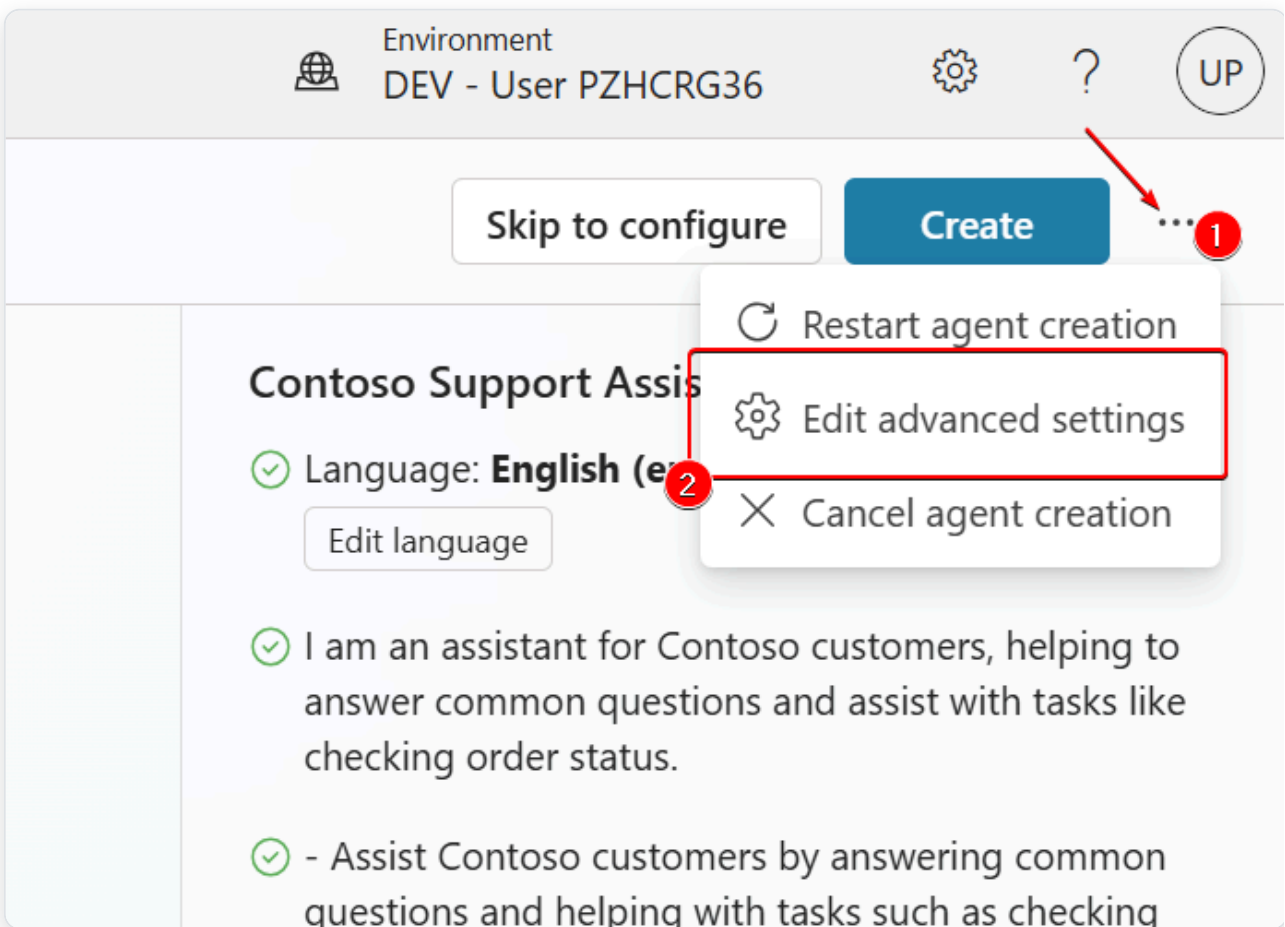 Environment
DEV - User PZHCRG36
?
UP
Skip to configure
Create
...
1
Restart agent creation
Contoso Support Assis
Edit advanced settings
Language: English (e
2
Edit language
Cancel agent creation
I am an assistant for Contoso customers, helping to
answer common questions and assist with tasks like
checking order status.
- Assist Contoso customers by answering common
questions and helping with tasks such as checking